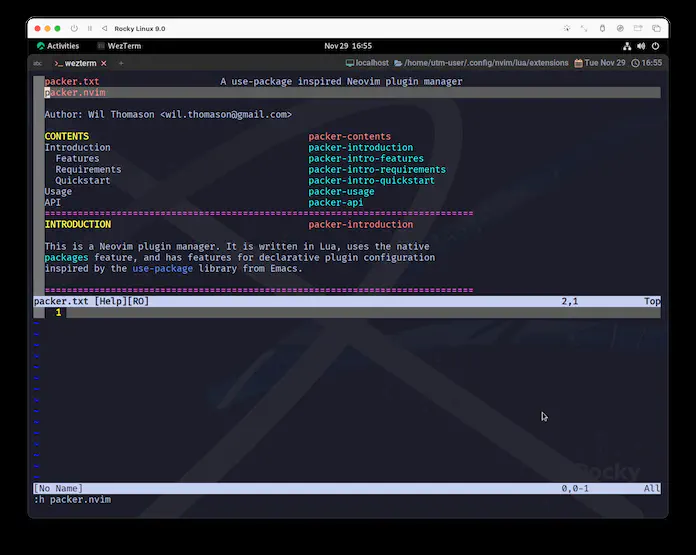 Rocky Linux 9.0
Activities WezTerm Nov 29 16:55
wezterm × + localhost /home/utm-user/.config/nvim/lua/extensions Tue Nov 29 16:55
packer.txt A use-package inspired Neovim plugin manager
packer.nvim
Author: Wil Thomason <wil.thomason@gmail.com>
CONTENTS packer-contents
Introduction packer-introduction
Features packer-intro-features
Requirements packer-intro-requirements
Quickstart packer-intro-quickstart
Usage packer-usage
API packer-api
==============================================================================
INTRODUCTION packer-introduction
This is a Neovim plugin manager. It is written in Lua, uses the native
packages feature, and has features for declarative plugin configuration
inspired by the use-package library from Emacs.
==============================================================================
packer.txt [Help][RO] 2,1 Top
1
Rocky
[No Name] 0,0-1 All
:h packer.nvim